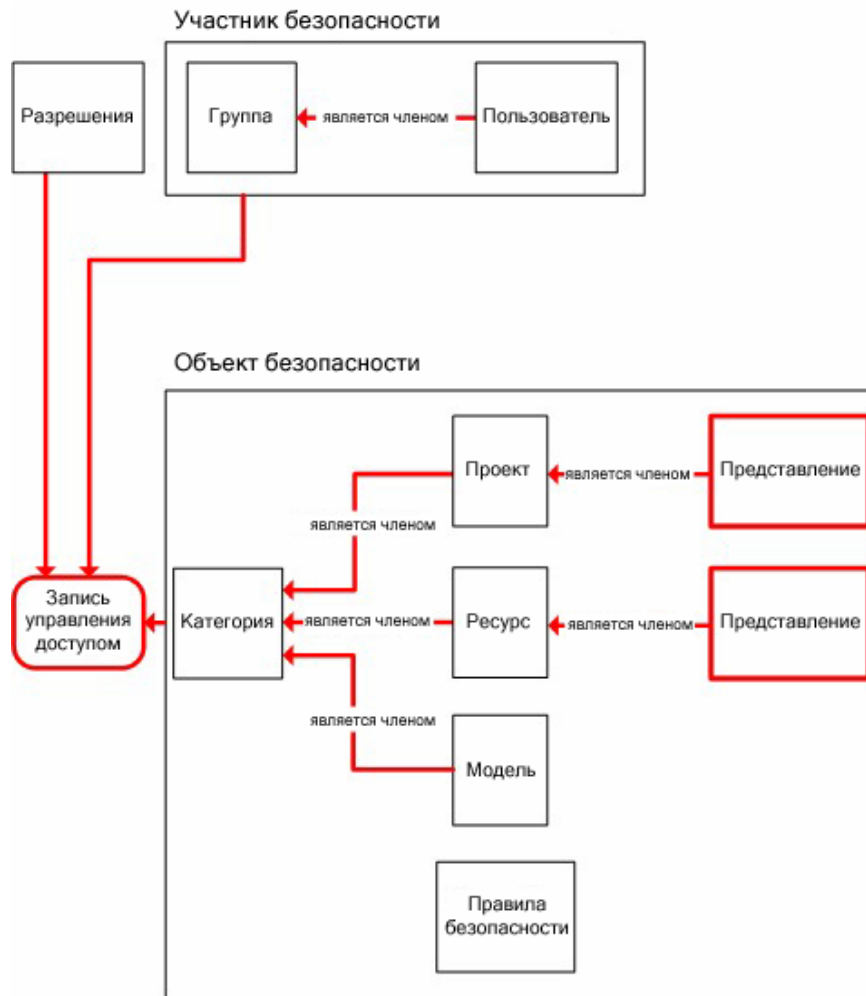 Участник безопасности
Разрешения
Группа
является членом
Пользователь
Объект безопасности
Проект
является членом
Представление
является членом
Запись
управления
доступом
Категория
является членом
Ресурс
является членом
Представление
является членом
Модель
Правила
безопасности